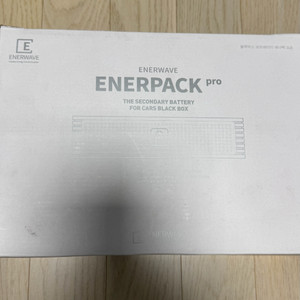 E
ENERWAVE
ENERWAVE
ENERPACK pro
THE SECONDARY BATTERY
FOR CARS BLACK BOX